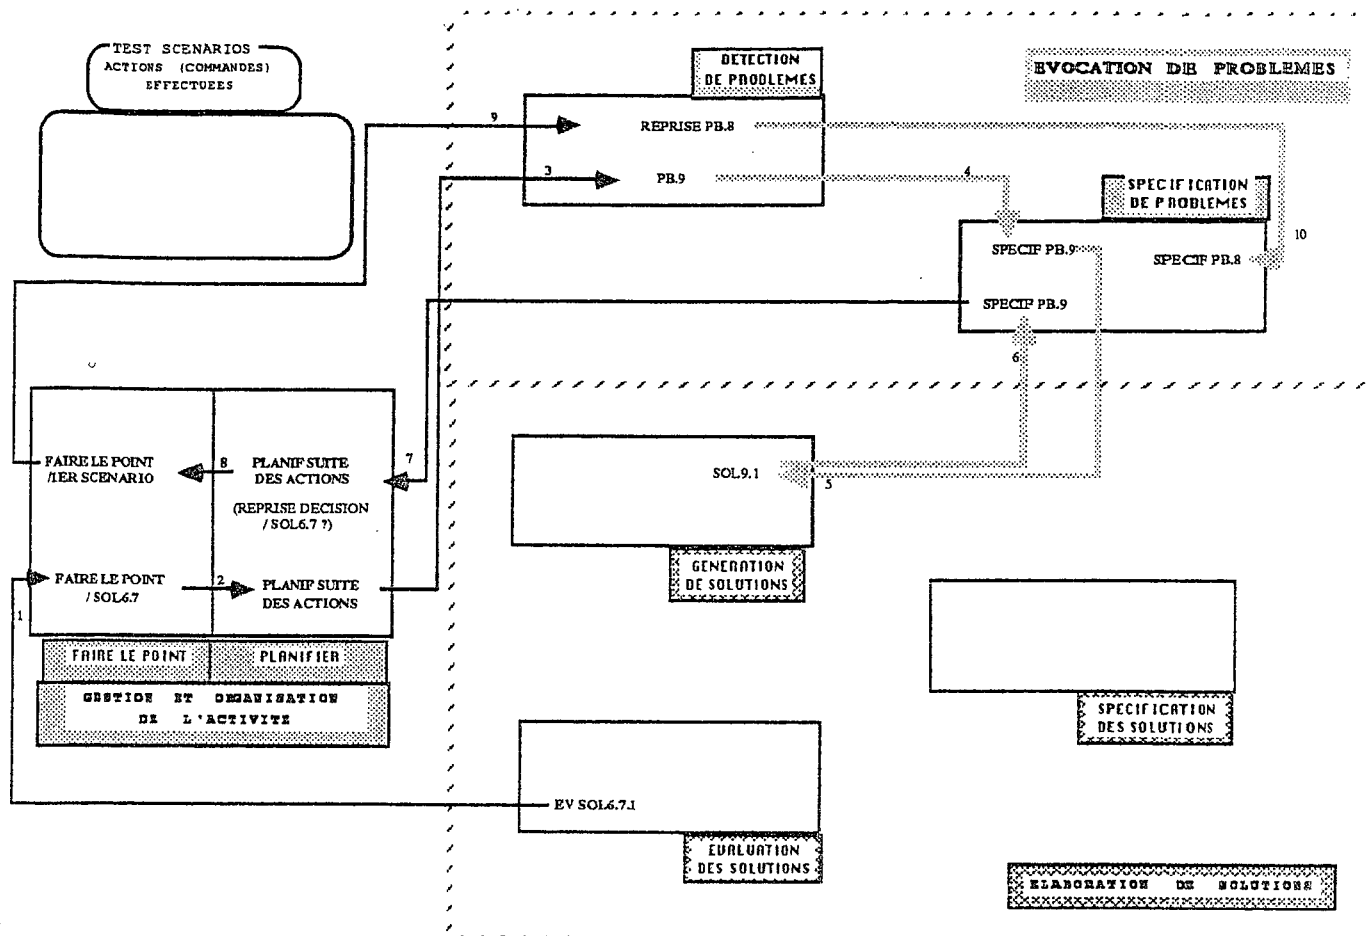 TEST SCENARIOS
ACTIONS (COMMANDES)
EFFECTUEES
DETECTION
DE PROBLEMES
EVOCATION DE PROBLEMES
9
REPRISE PB.8
3
PB.9
4
SPECIFICATION
DE PROBLEMES
10
SPECIF PB.9
SPECIF PB.8
SPECIF PB.9
6
7
FAIRE LE POINT
/1ER SCENARIO
8
PLANIF SUITE
DES ACTIONS
(REPRISE DECISION
/ SOL6.7 ?)
SOL9.1
5
1
FAIRE LE POINT
/ SOL6.7
2
PLANIF SUITE
DES ACTIONS
GENERATION
DE SOLUTIONS
FAIRE LE POINT
PLANIFIER
GESTION ET ORGANISATION
DE L'ACTIVITE
SPECIFICATION
DES SOLUTIONS
EV SOL6.7.1
EVALUATION
DES SOLUTIONS
ELABORATION DE SOLUTIONS